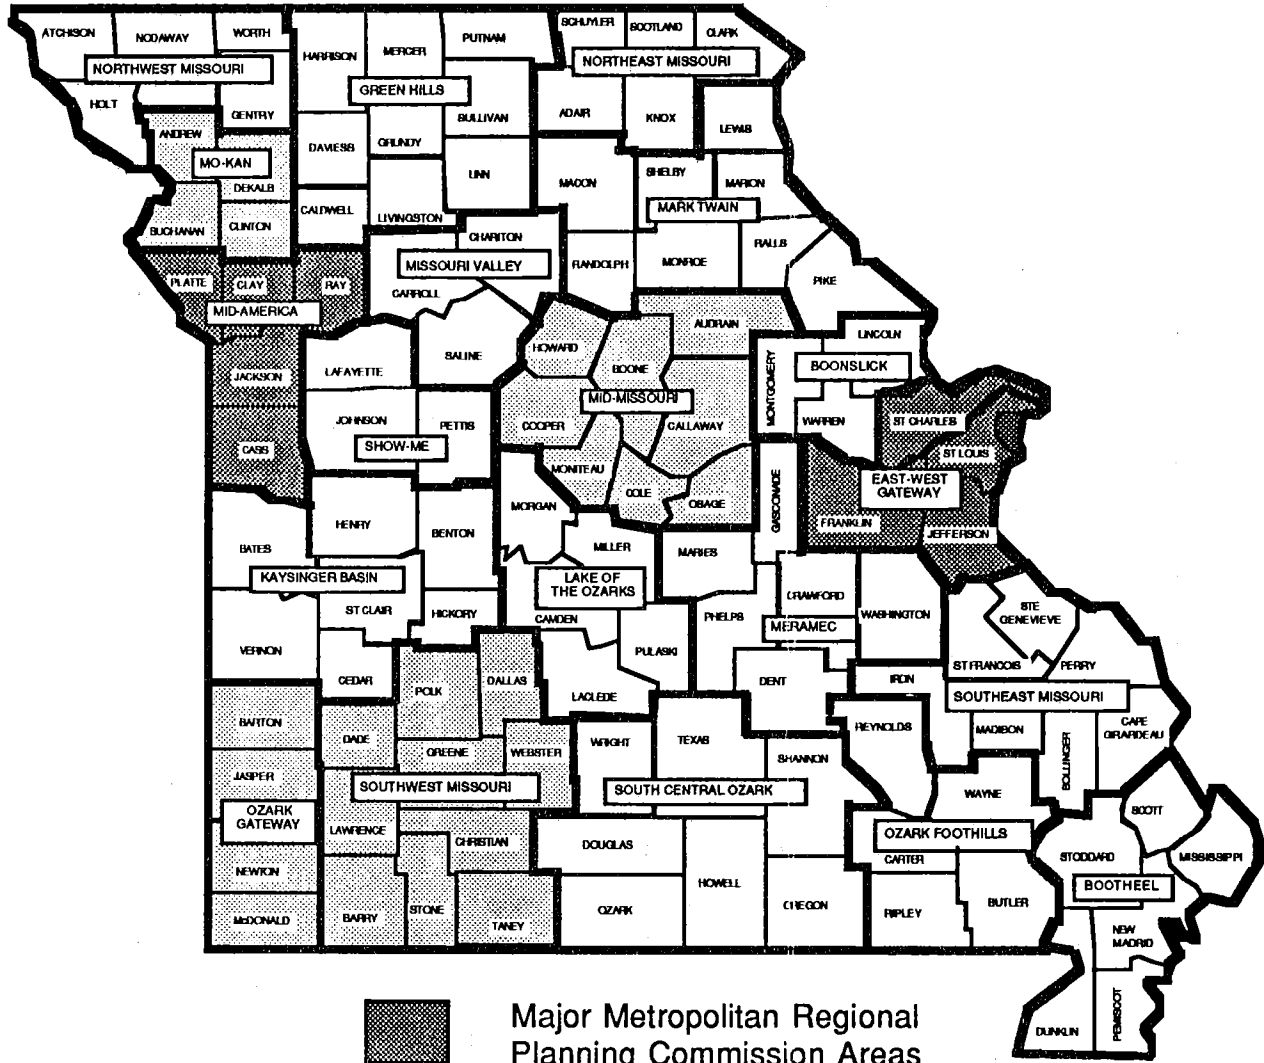 ATCHISON
NODAWAY
WORTH
HARRISON
MERCER
PUTNAM
SCHUYLER
SCOTLAND
CLARK
NORTHWEST MISSOURI
GREEN HILLS
NORTHEAST MISSOURI
HOLT
GENTRY
SULLIVAN
ADAIR
KNOX
LEWIS
ANDREW
MO-KAN
DEKALB
DAVIESS
GRUNDY
LINN
MACON
SHELBY
MARION
MARK TWAIN
BUCHANAN
CLINTON
CALDWELL
LIVINGSTON
CHARITON
MISSOURI VALLEY
RANDOLPH
MONROE
RALLS
PIKE
PLATTE
CLAY
RAY
MID-AMERICA
CARROLL
AUDRAIN
LINCOLN
JACKSON
LAFAYETTE
SALINE
HOWARD
BOONE
MONTGOMERY
BOONSLICK
MID-MISSOURI
CASS
JOHNSON
PETTIS
SHOW-ME
COOPER
CALLAWAY
WARREN
ST CHARLES
ST LOUIS
EAST-WEST
GATEWAY
MONITEAU
COLE
OSAGE
GASCONADE
FRANKLIN
JEFFERSON
HENRY
BENTON
MORGAN
MILLER
MARIES
BATES
KAYSINGER BASIN
LAKE OF
THE OZARKS
ST CLAIR
HICKORY
CAMDEN
PHELPS
CRAWFORD
MERAMEC
WASHINGTON
STE
GENEVIEVE
VERNON
CEDAR
PULASKI
ST FRANCOIS
PERRY
POLK
DALLAS
LACLEDE
DENT
IRON
SOUTHEAST MISSOURI
BARTON
DADE
GREENE
WEBSTER
WRIGHT
TEXAS
SHANNON
REYNOLDS
MADISON
BOLLINGER
CAPE
GIRARDEAU
JASPER
SOUTHWEST MISSOURI
SOUTH CENTRAL OZARK
WAYNE
SCOTT
OZARK
GATEWAY
LAWRENCE
CHRISTIAN
DOUGLAS
OZARK FOOTHILLS
CARTER
STODDARD
MISSISSIPPI
BOOTHEEL
NEWTON
McDONALD
BARRY
STONE
TANEY
OZARK
HOWELL
OREGON
RIPLEY
BUTLER
NEW
MADRID
DUNKLIN
PEMISCOT
Major Metropolitan Regional
Planning Commission Areas